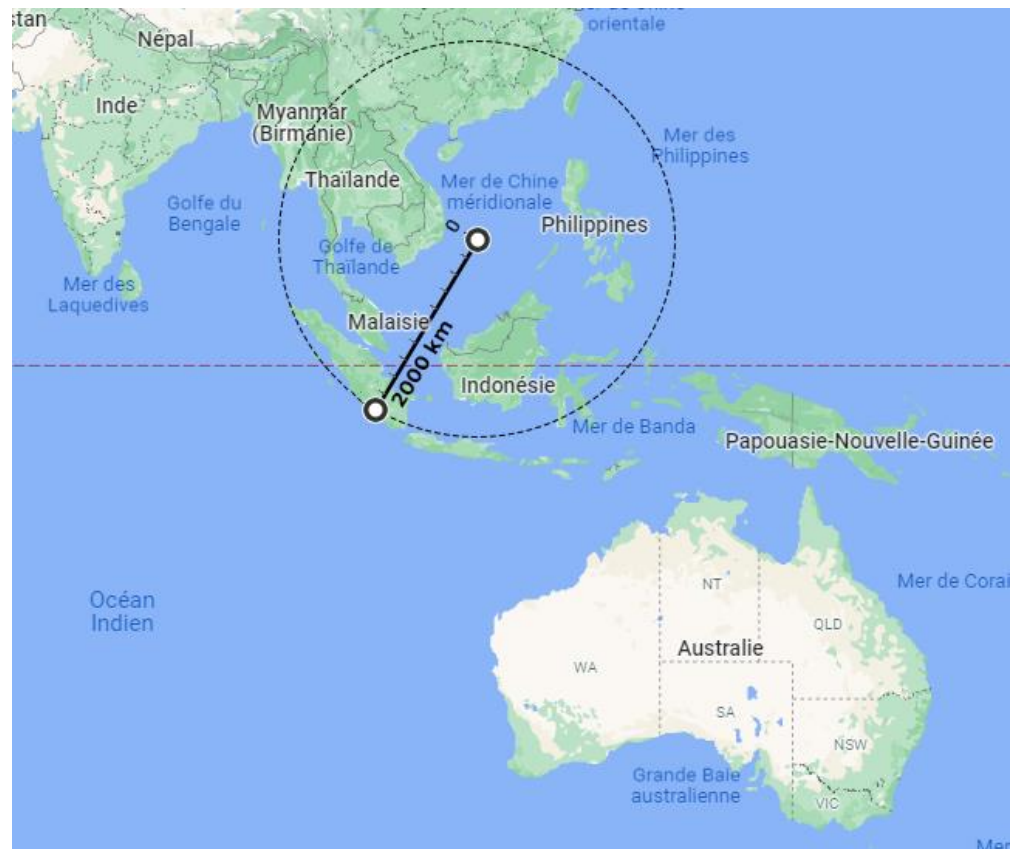 stan
orientale
Népal
Inde
Myanmar
(Birmanie)
Mer des
Philippines
Thaïlande
Mer de Chine
méridionale
Golfe du
Bengale
0
Philippines
Golfe de
Thaïlande
Mer des
Laquedives
Malaisie
2000 km
Indonésie
Mer de Banda
Papouasie-Nouvelle-Guinée
NT
Mer de Corai
Océan
Indien
QLD
Australie
WA
SA
NSW
Grande Baie
australienne
VIC
Mer